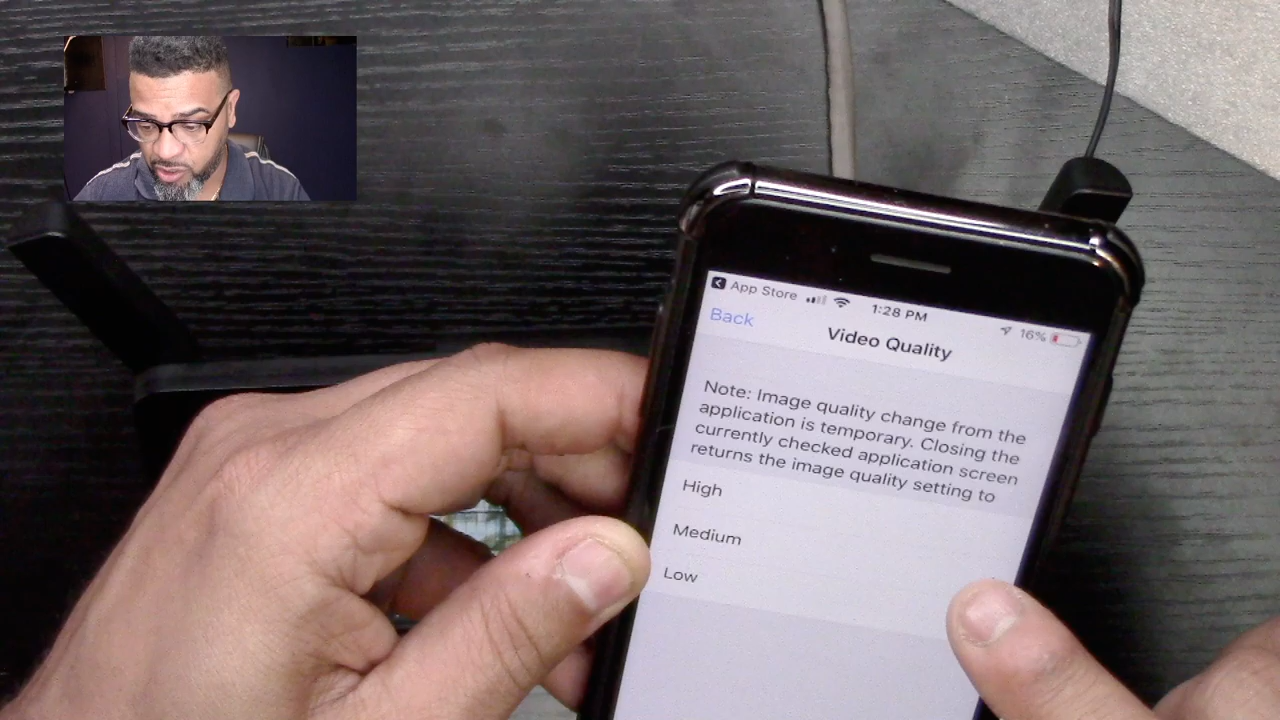 App Store 1:28 PM 16%
Back
Video Quality
Note: Image quality change from the
application is temporary. Closing the
currently checked application screen
returns the image quality setting to
High
Medium
Low